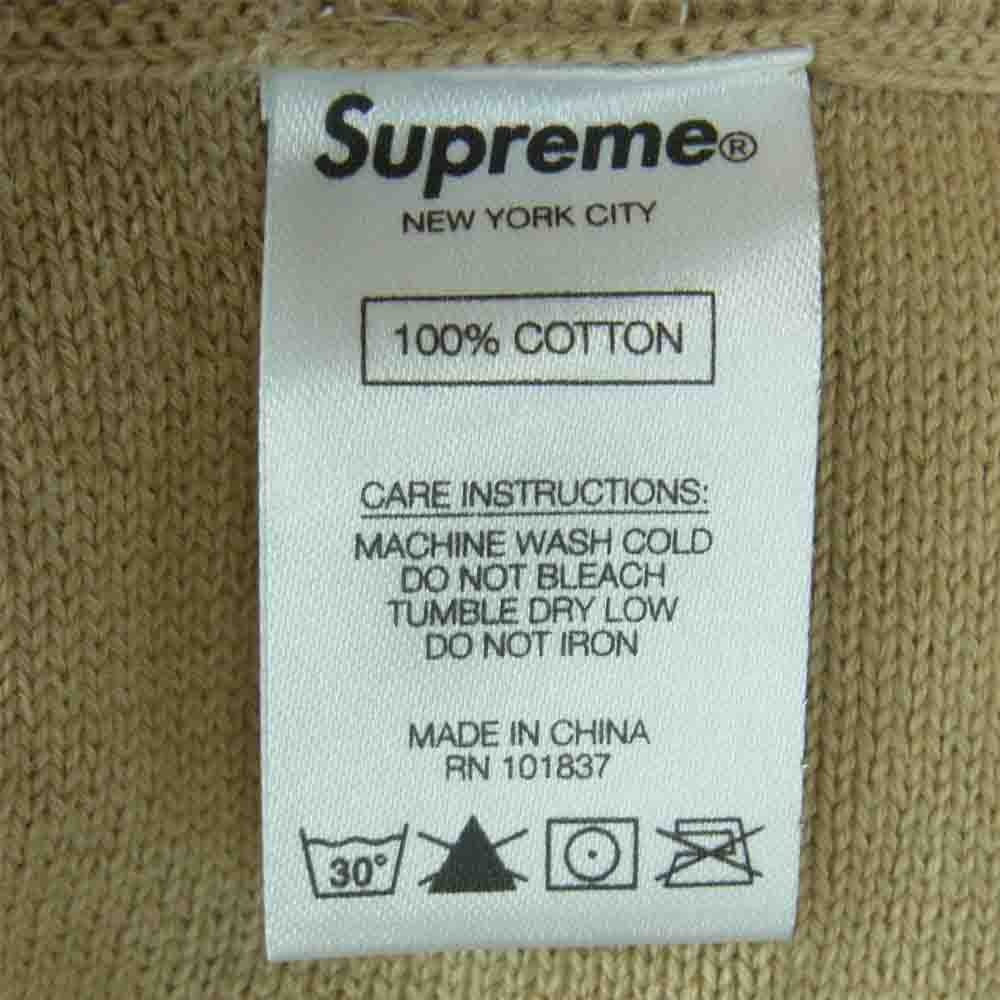 Supreme®
NEW YORK CITY
100% COTTON
CARE INSTRUCTIONS:
MACHINE WASH COLD
DO NOT BLEACH
TUMBLE DRY LOW
DO NOT IRON
MADE IN CHINA
RN 101837
30°